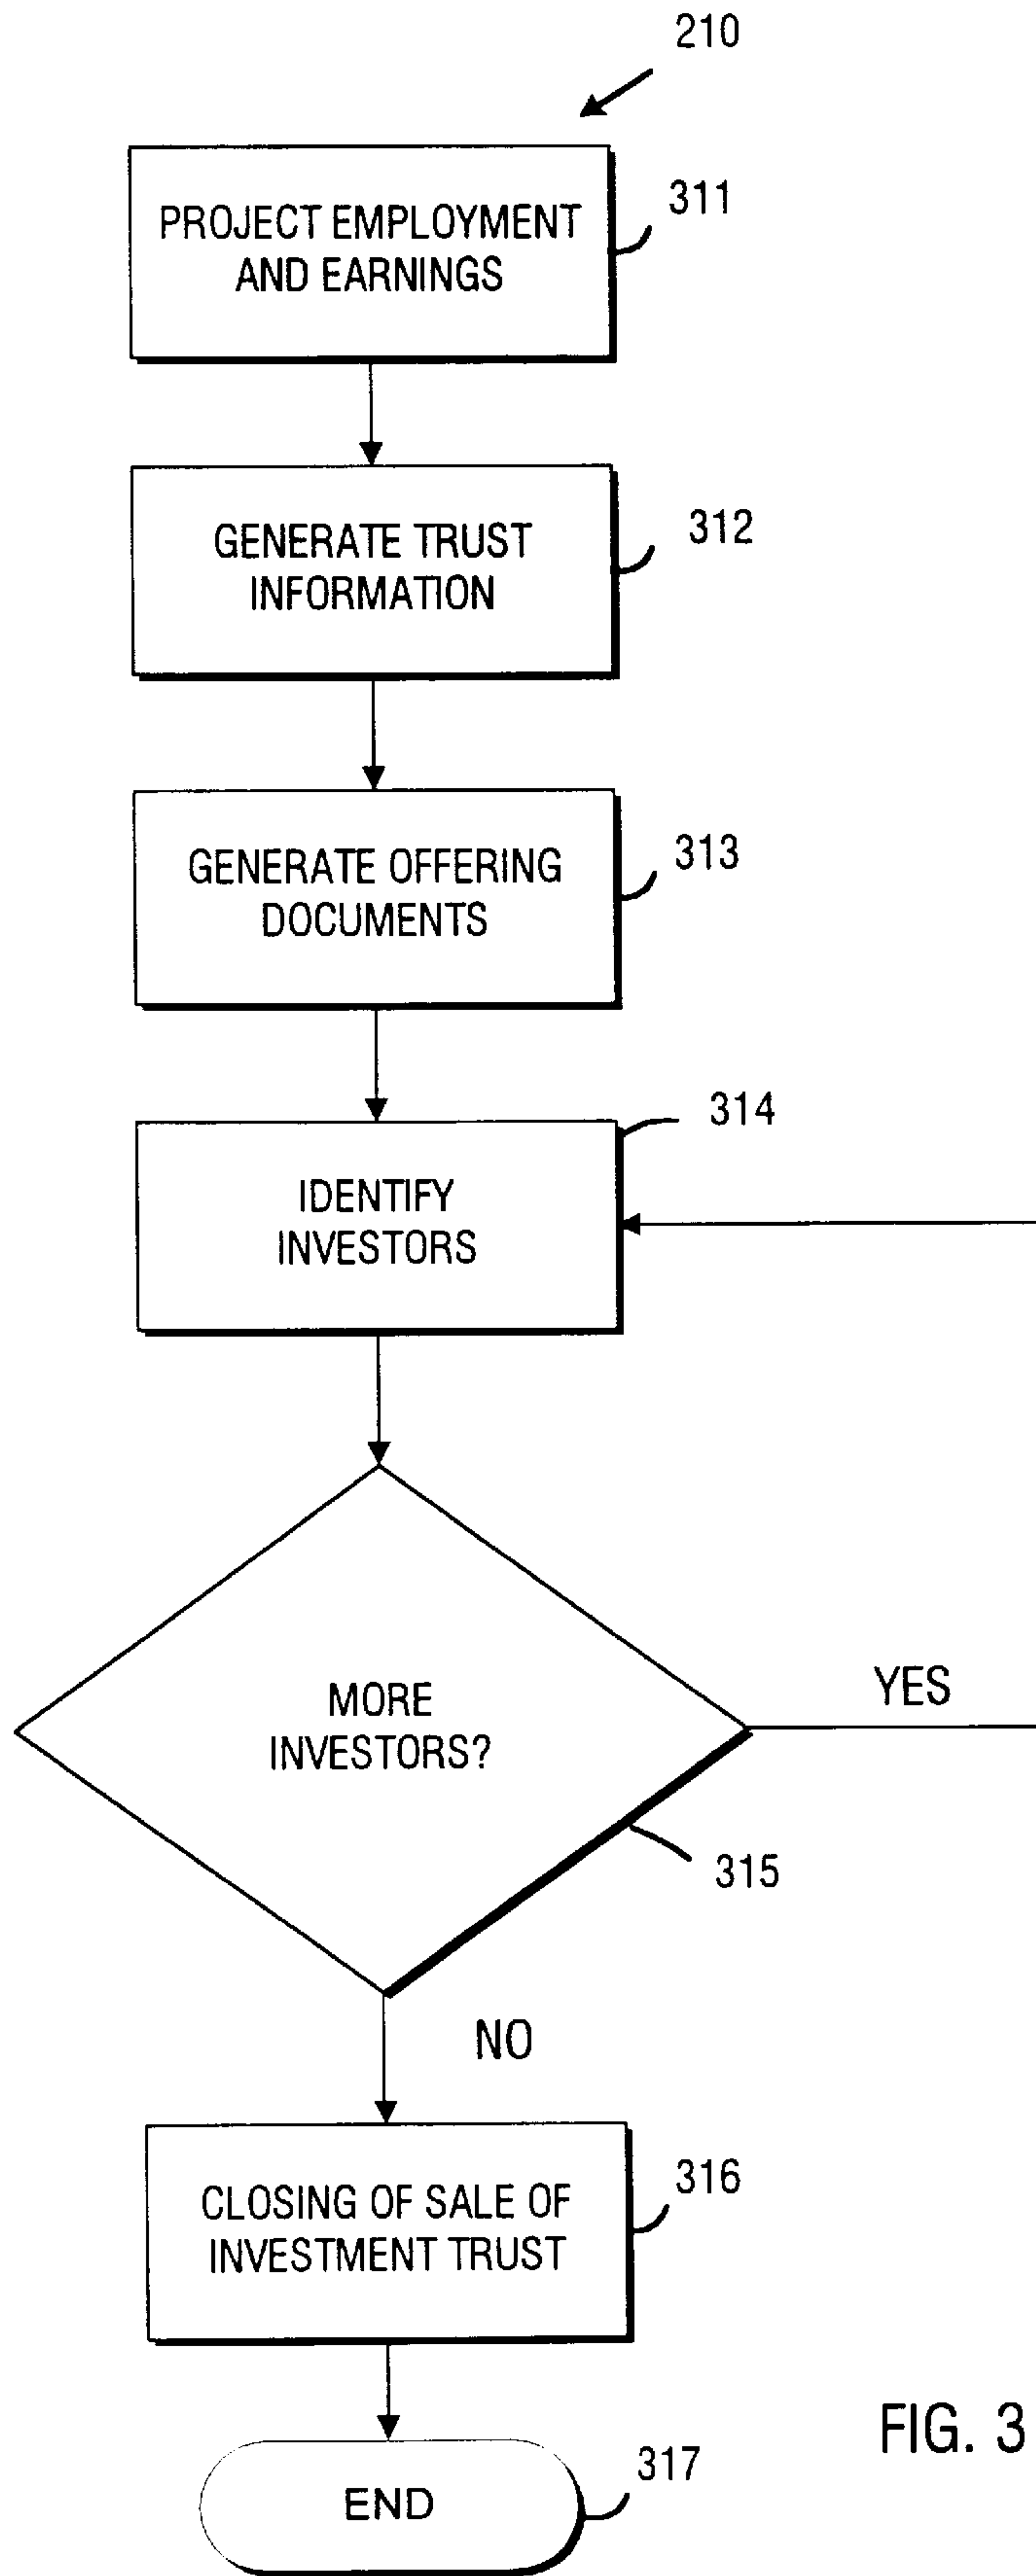 210
PROJECT EMPLOYMENT
AND EARNINGS
311
GENERATE TRUST
INFORMATION
312
GENERATE OFFERING
DOCUMENTS
313
314
IDENTIFY
INVESTORS
MORE
INVESTORS?
YES
315
NO
CLOSING OF SALE OF
INVESTMENT TRUST
316
END
317
FIG. 3